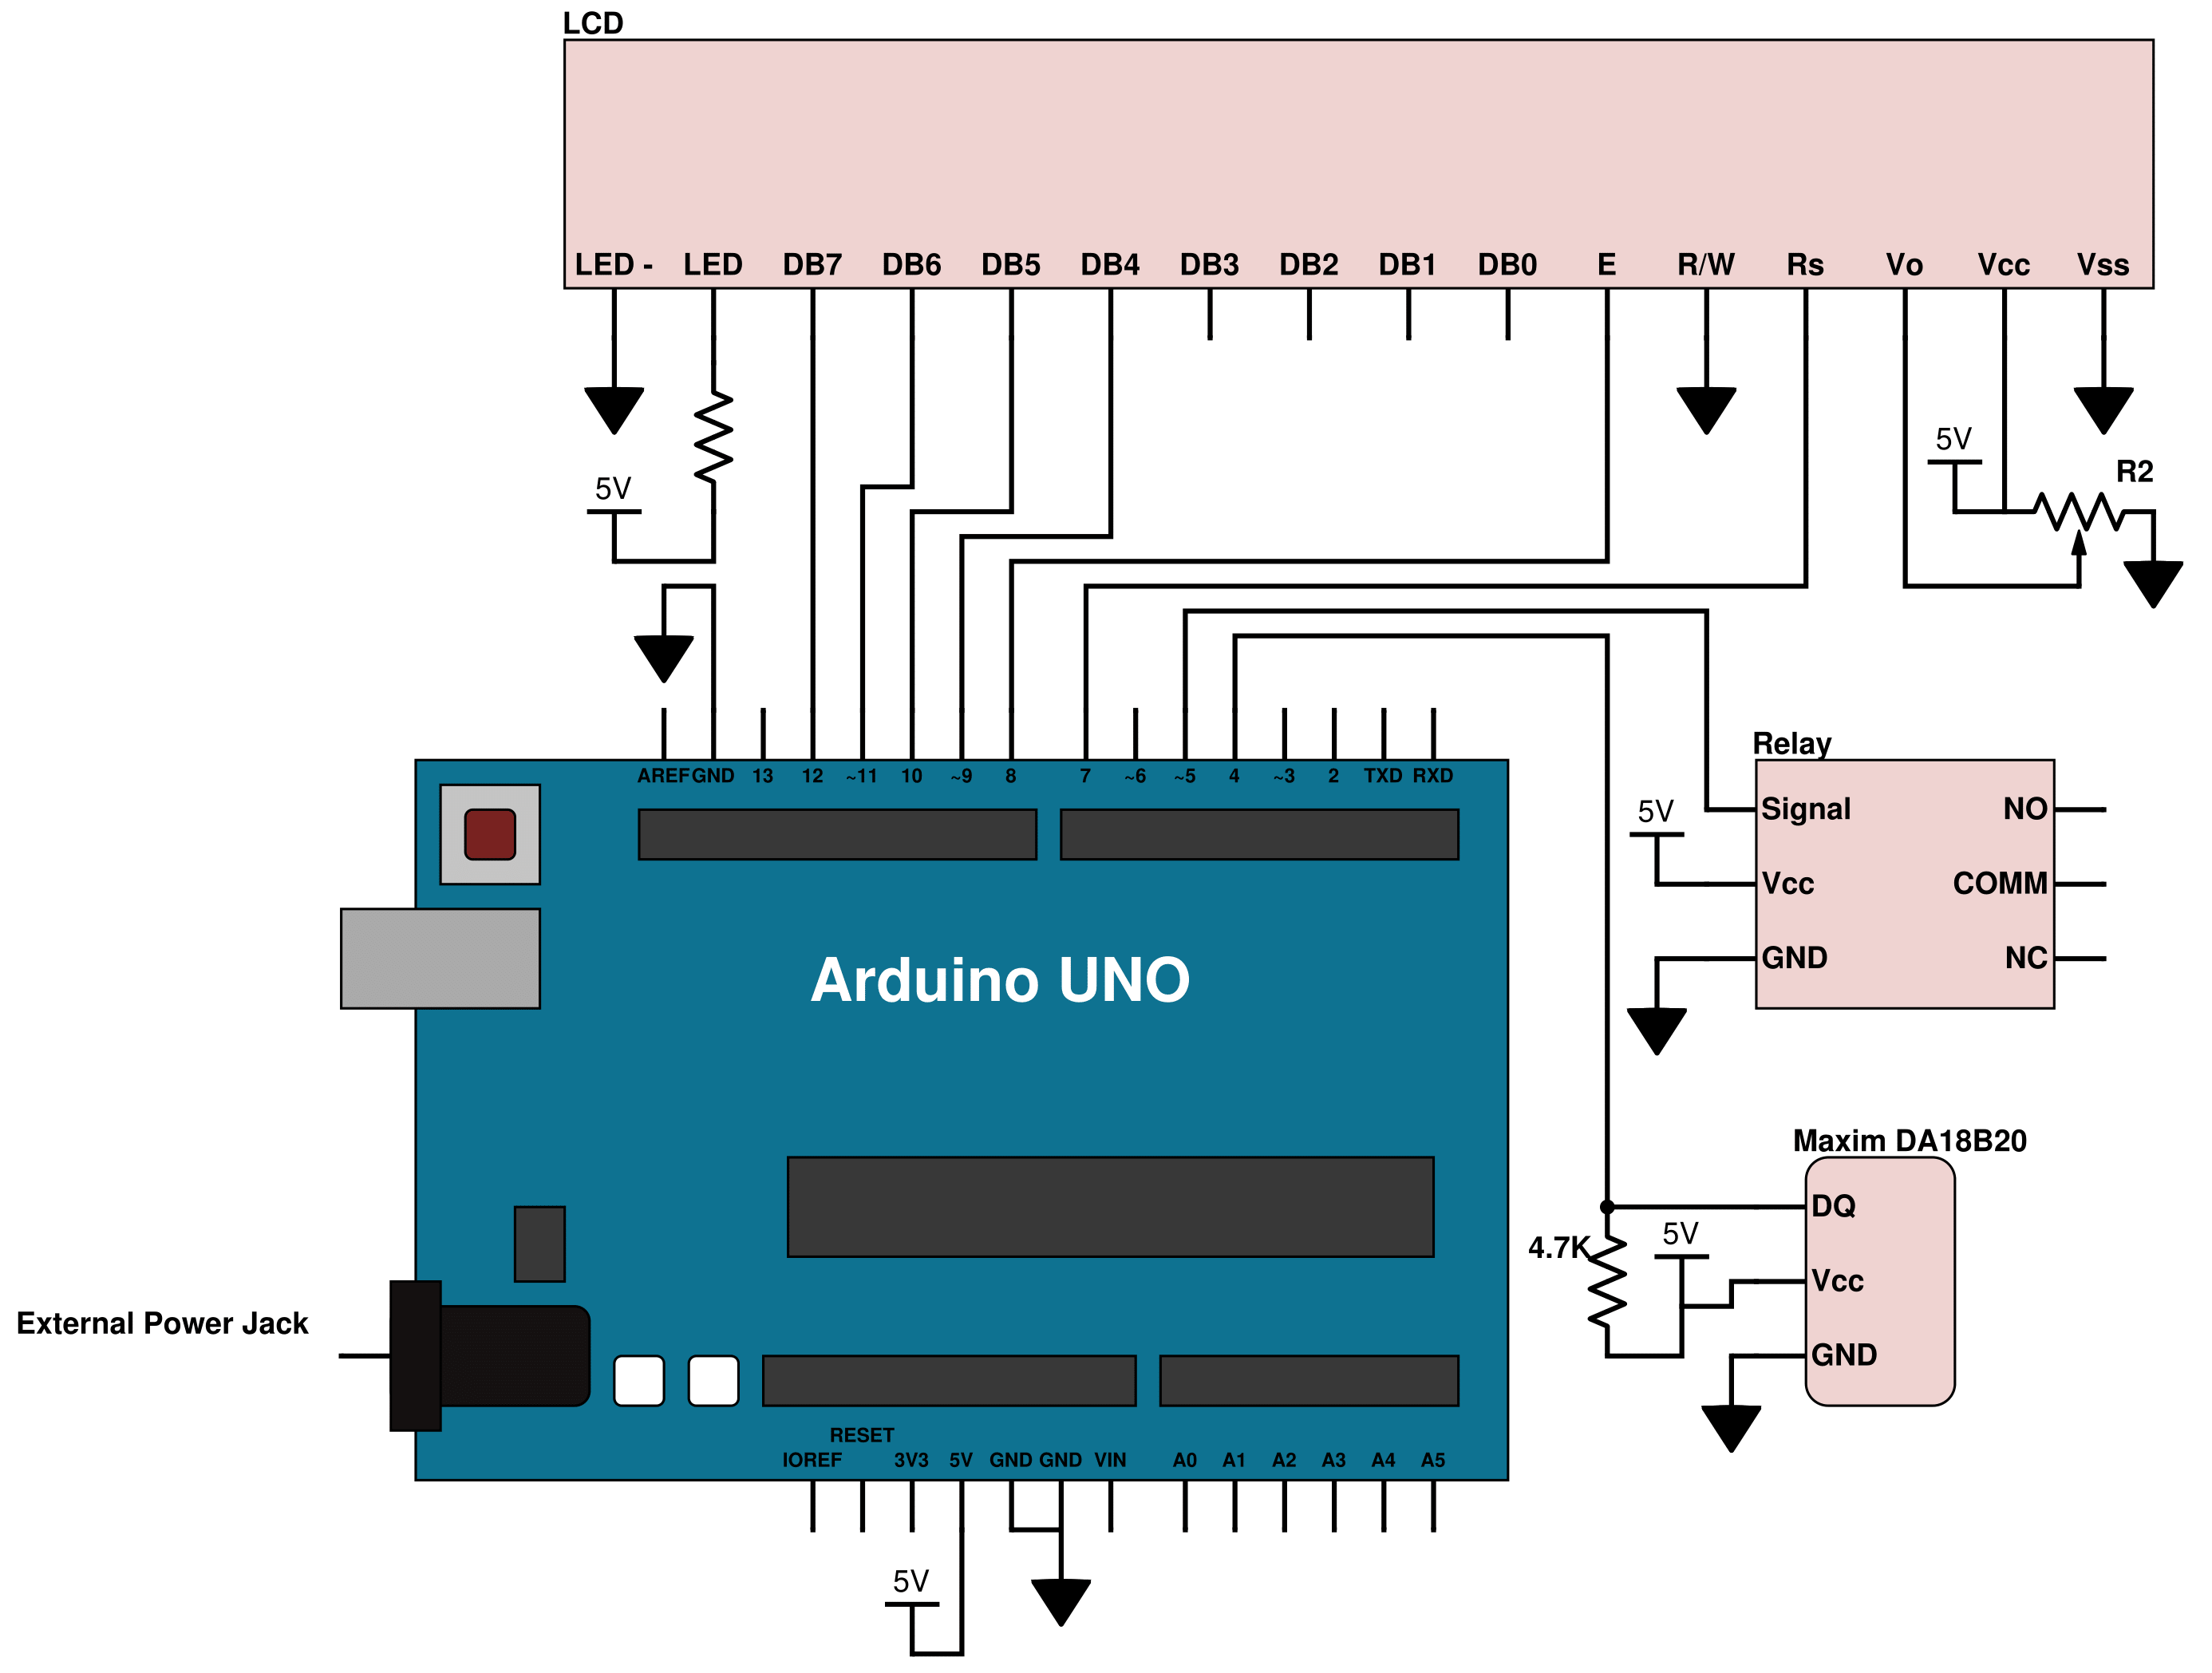 LCD
LED - LED DB7 DB6 DB5 DB4 DB3 DB2 DB1 DB0 E R/W Rs Vo Vcc Vss
5V
R2
5V
Relay
AREF GND 13 12 ~11 10 ~9 8 7 ~6 ~5 4 ~3 2 TXD RXD
5V
Signal NO
Vcc COMM
GND NC
Arduino UNO
Maxim DA18B20
DQ
4.7K
5V
Vcc
External Power Jack
GND
RESET
IOREF 3V3 5V GND GND VIN A0 A1 A2 A3 A4 A5
5V